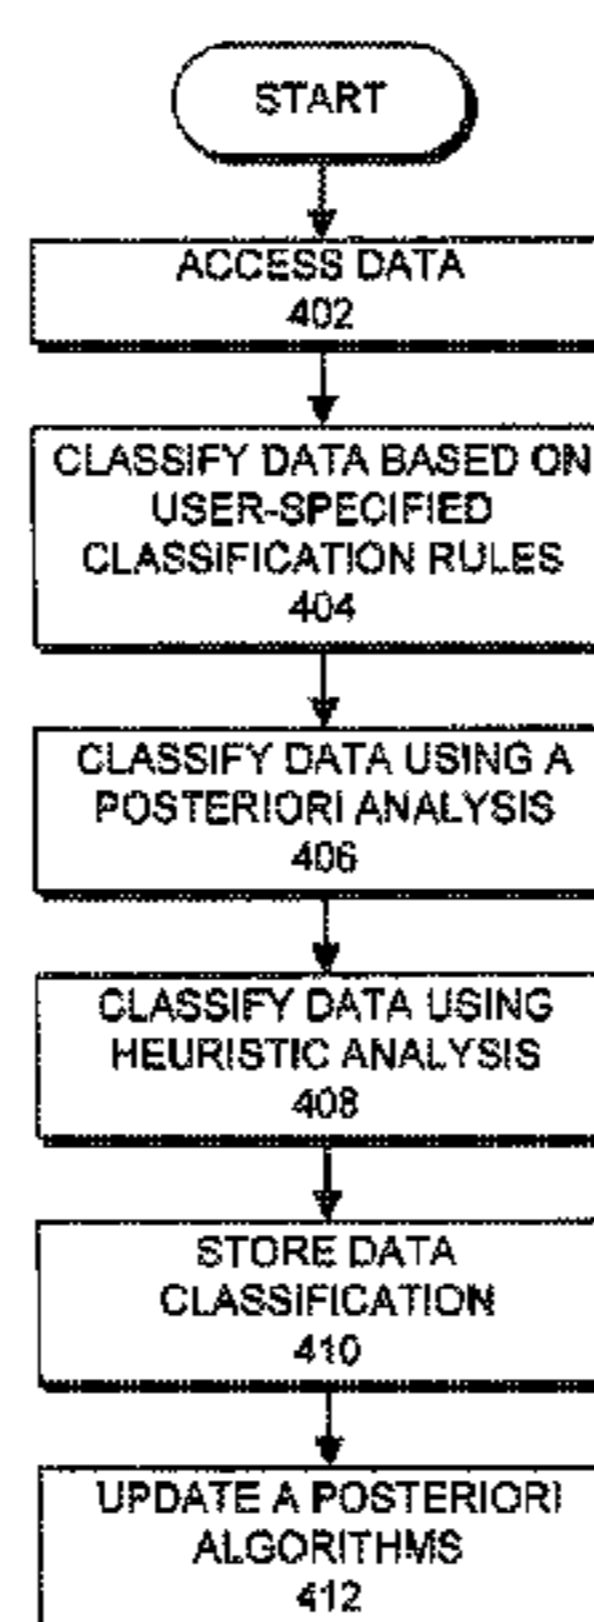 START
ACCESS DATA
402
CLASSIFY DATA BASED ON
USER-SPECIFIED
CLASSIFICATION RULES
404
CLASSIFY DATA USING A
POSTERIORI ANALYSIS
406
CLASSIFY DATA USING
HEURISTIC ANALYSIS
408
STORE DATA
CLASSIFICATION
410
UPDATE A POSTERIORI
ALGORITHMS
412